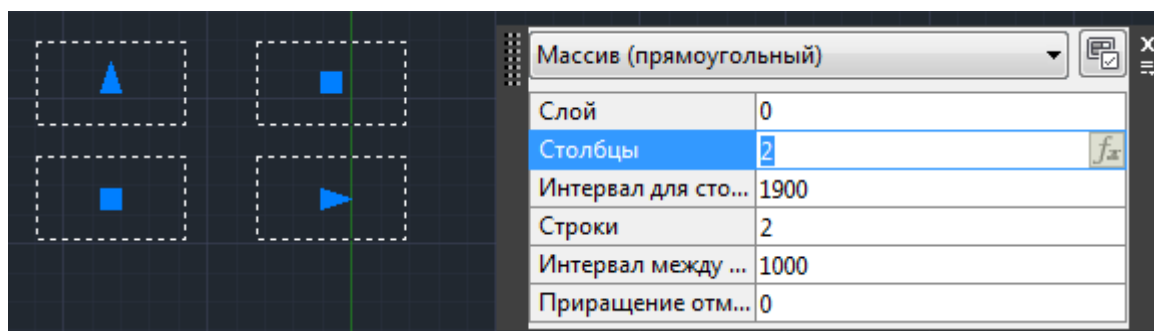 Массив (прямоугольный)
Слой 0
Столбцы 2
Интервал для сто... 1900
Строки 2
Интервал между ... 1000
Приращение отм... 0